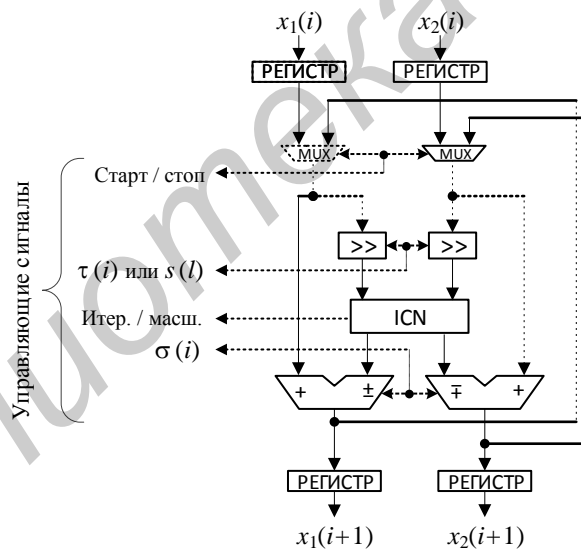 x₁(i) x₂(i)
РЕГИСТР РЕГИСТР
MUX MUX
Старт / стоп
>> >>
τ(i) или s(l)
Итер. / масш. ICN
σ(i)
+ ± ∓ +
Управляющие сигналы
РЕГИСТР РЕГИСТР
x₁(i+1) x₂(i+1)